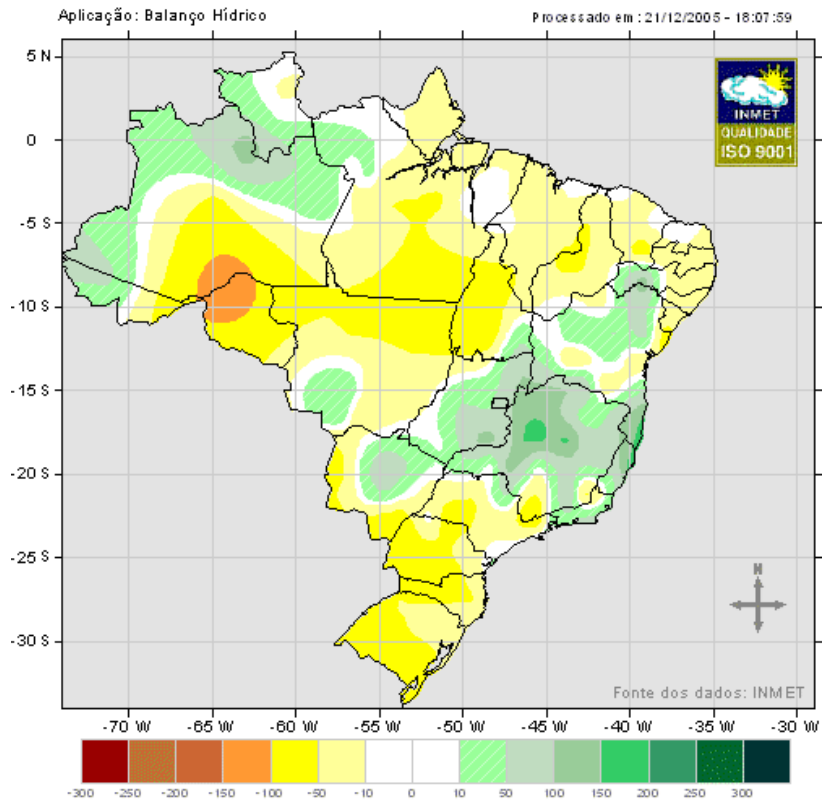 Aplicação: Balanço Hídrico
Processado em : 21/12/2005 - 18:07:59
5 N
0
-5 S
-10 S
-15 S
-20 S
-25 S
-30 S
INMET
QUALIDADE
ISO 9001
N
Fonte dos dados: INMET
-70 W -65 W -60 W -55 W -50 W -45 W -40 W -35 W -30 W
-300 -250 -200 -150 -100 -50 -10 0 10 50 100 150 200 250 300